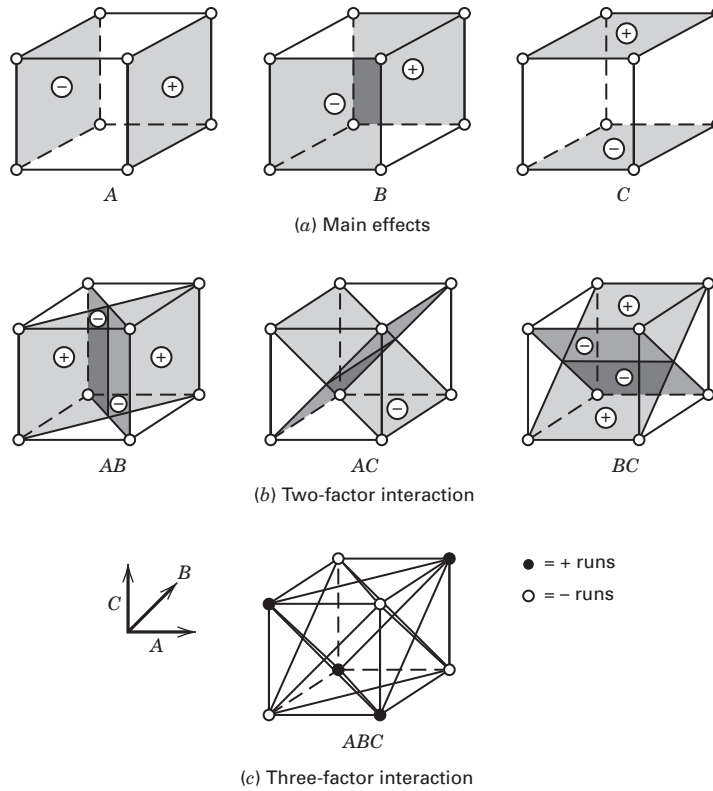 − +
A
− +
B
+
−
C
(a) Main effects
+ − − +
AB
−
AC
+
−
−
+
BC
(b) Two-factor interaction
C B
A
● = + runs
○ = − runs
ABC
(c) Three-factor interaction